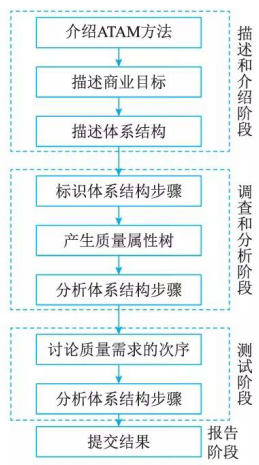 介绍ATAM方法
描述商业目标
描述体系结构
描述和介绍阶段
标识体系结构步骤
产生质量属性树
分析体系结构步骤
调查和分析阶段
讨论质量需求的次序
分析体系结构步骤
测试阶段
提交结果
报告
阶段